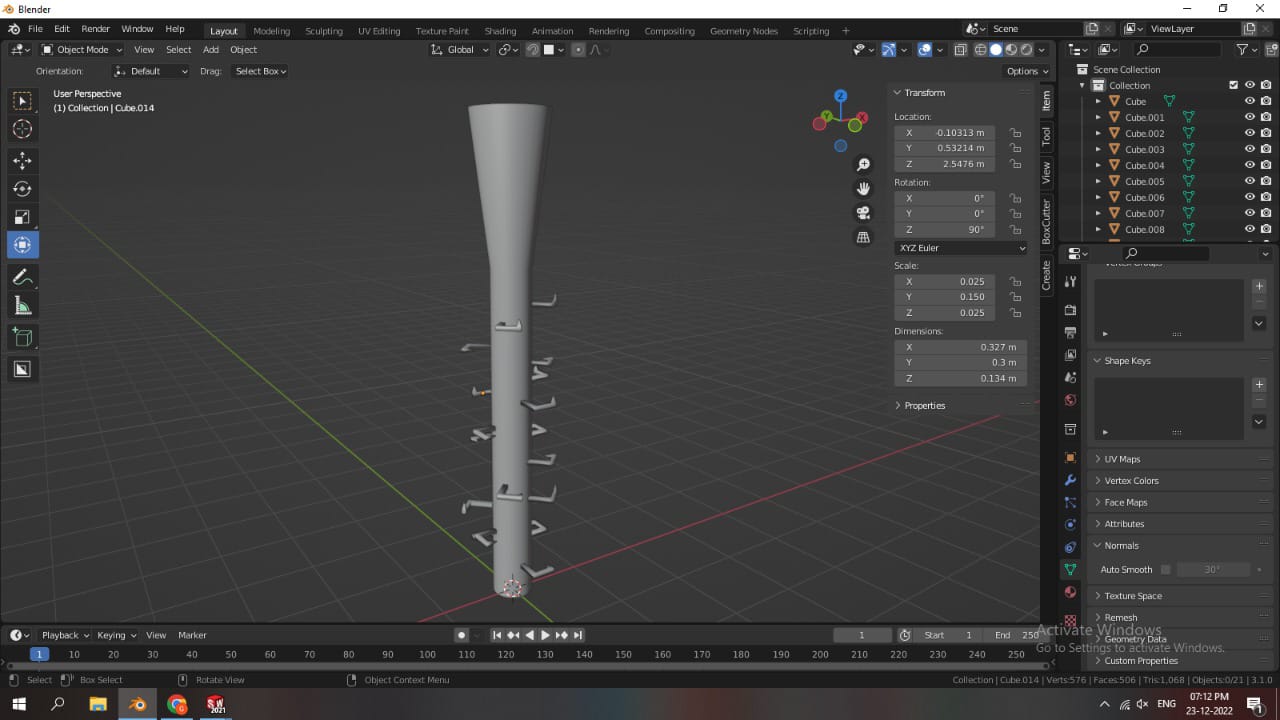 Blender
File Edit Render Window Help Layout Modeling Sculpting UV Editing Texture Paint Shading Animation Rendering Compositing Geometry Nodes Scripting + Scene ViewLayer
Object Mode View Select Add Object Global
Orientation: Default Drag: Select Box Options
User Perspective
(1) Collection | Cube.014
Z
Y
X
Transform
Location:
X -0.10313 m
Y 0.53214 m
Z 2.5476 m
Rotation:
X 0°
Y 0°
Z 90°
XYZ Euler
Scale:
X 0.025
Y 0.150
Z 0.025
Dimensions:
X 0.327 m
Y 0.3 m
Z 0.134 m
Properties
Item
Tool
View
BoxCutter
Create
Scene Collection
Collection
Cube
Cube.001
Cube.002
Cube.003
Cube.004
Cube.005
Cube.006
Cube.007
Cube.008
Vertex Groups
Shape Keys
UV Maps
Vertex Colors
Face Maps
Attributes
Normals
Auto Smooth 30°
Texture Space
Remesh
Geometry Data
Custom Properties
Activate Windows
Go to Settings to activate Windows.
Playback Keying View Marker 1 Start 1 End 250
1 10 20 30 40 50 60 70 80 90 100 110 120 130 140 150 160 170 180 190 200 210 220 230 240 250
Select Box Select Rotate View Object Context Menu Collection | Cube.014 | Verts:576 | Faces:506 | Tris:1,068 | Objects:0/21 | 3.1.0
SW
2021
ENG
07:12 PM
23-12-2022
1